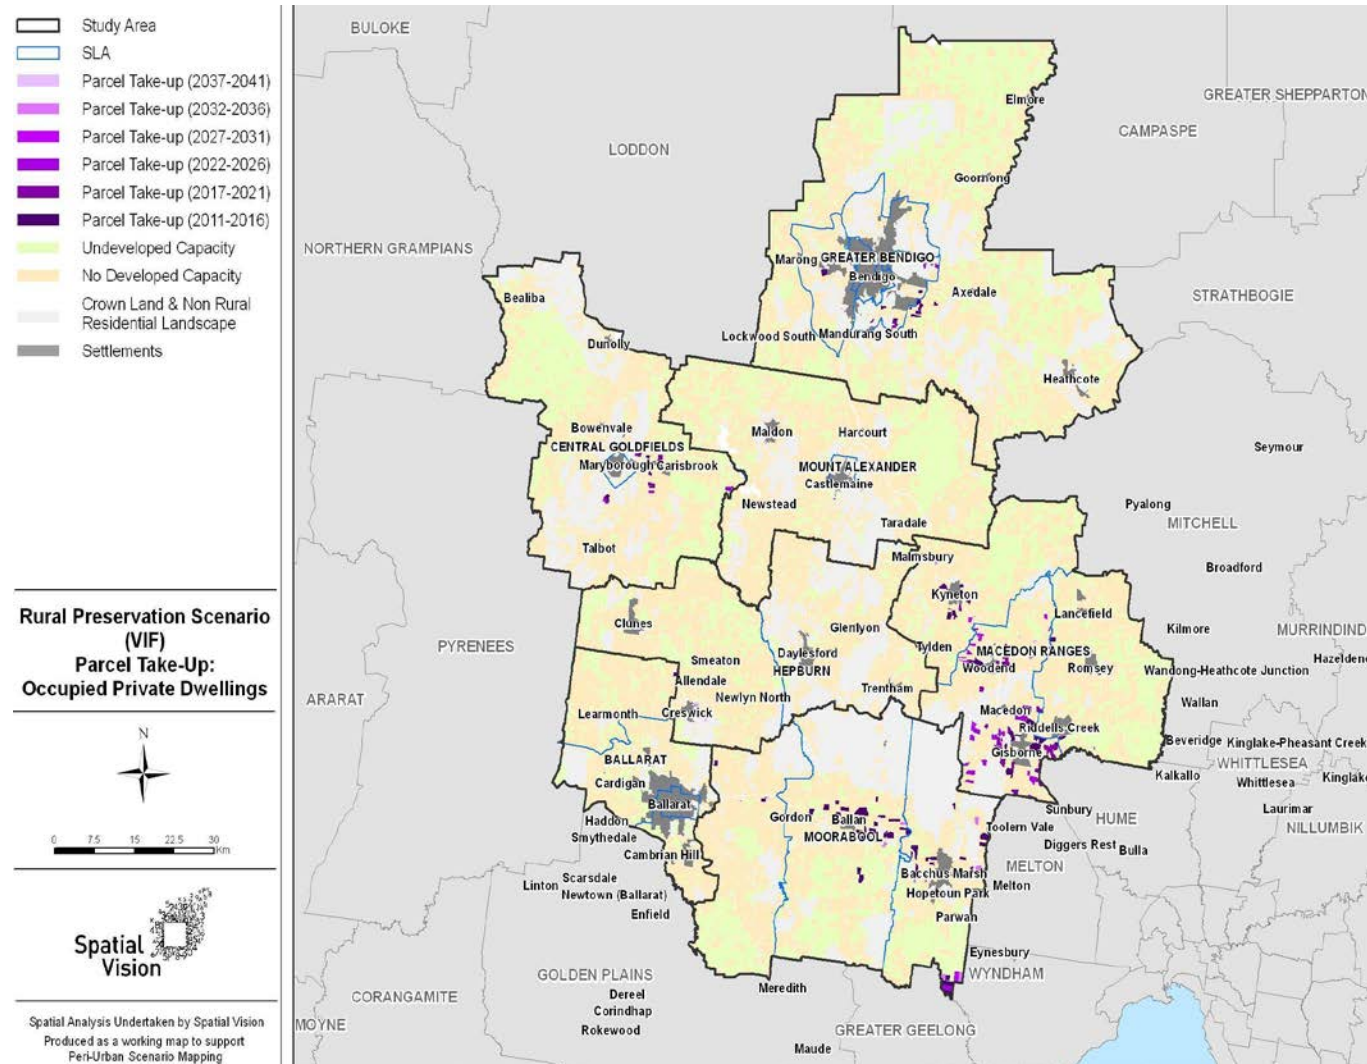 Study Area
SLA
Parcel Take-up (2037-2041)
Parcel Take-up (2032-2036)
Parcel Take-up (2027-2031)
Parcel Take-up (2022-2026)
Parcel Take-up (2017-2021)
Parcel Take-up (2011-2016)
Undeveloped Capacity
No Developed Capacity
Crown Land & Non Rural
Residential Landscape
Settlements
Rural Preservation Scenario
(VIF)
Parcel Take-Up:
Occupied Private Dwellings
N
0 7.5 15 22.5 30
Km
Spatial
Vision
Spatial Analysis Undertaken by Spatial Vision
Produced as a working map to support
Peri-Urban Scenario Mapping
BULOKE
GREATER SHEPPARTON
Elmore
CAMPASPE
LODDON
Goornong
NORTHERN GRAMPIANS
Marong
GREATER BENDIGO
Bendigo
Axedale
STRATHBOGIE
Bealiba
Lockwood South
Mandurang South
Dunolly
Heathcote
Bowenvale
Maldon
Harcourt
CENTRAL GOLDFIELDS
Seymour
Maryborough
Carisbrook
MOUNT ALEXANDER
Castlemaine
Newstead
Pyalong
Taradale
MITCHELL
Talbot
Malmsbury
Broadford
Kyneton
Lancefield
Clunes
Glenlyon
Kilmore
MURRINDIND
PYRENEES
Daylesford
Tylden
MACEDON RANGES
Smeaton
HEPBURN
Woodend
Romsey
Wandong-Heathcote Junction
Hazeldene
Allendale
ARARAT
Newlyn North
Trentham
Wallan
Learmonth
Creswick
Macedon
Riddells Creek
Beveridge
Kinglake-Pheasant Creek
Gisborne
BALLARAT
WHITTLESEA
Cardigan
Kalkallo
Whittlesea
Kinglake
Ballarat
Sunbury
HUME
Laurimar
Haddon
Gordon
Ballan
Toolern Vale
NILLUMBIK
Smythesdale
MOORABOOL
Diggers Rest
Bulla
Cambrian Hill
MELTON
Scarsdale
Bacchus Marsh
Linton
Melton
Newtown (Ballarat)
Hopetoun Park
Enfield
Parwan
Eynesbury
GOLDEN PLAINS
WYNDHAM
Meredith
CORANGAMITE
Dereel
Corindhap
MOYNE
Rokewood
GREATER GEELONG
Maude